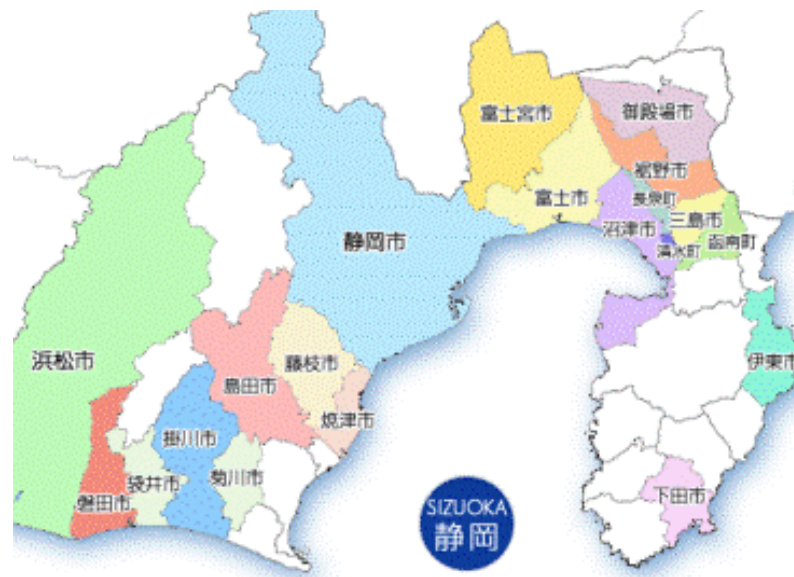 富士宮市
御殿場市
裾野市
長泉町
富士市
沼津市
三島市
函南町
清水町
静岡市
浜松市
藤枝市
島田市
焼津市
伊東市
掛川市
袋井市
菊川市
磐田市
下田市
SIZUOKA
静岡